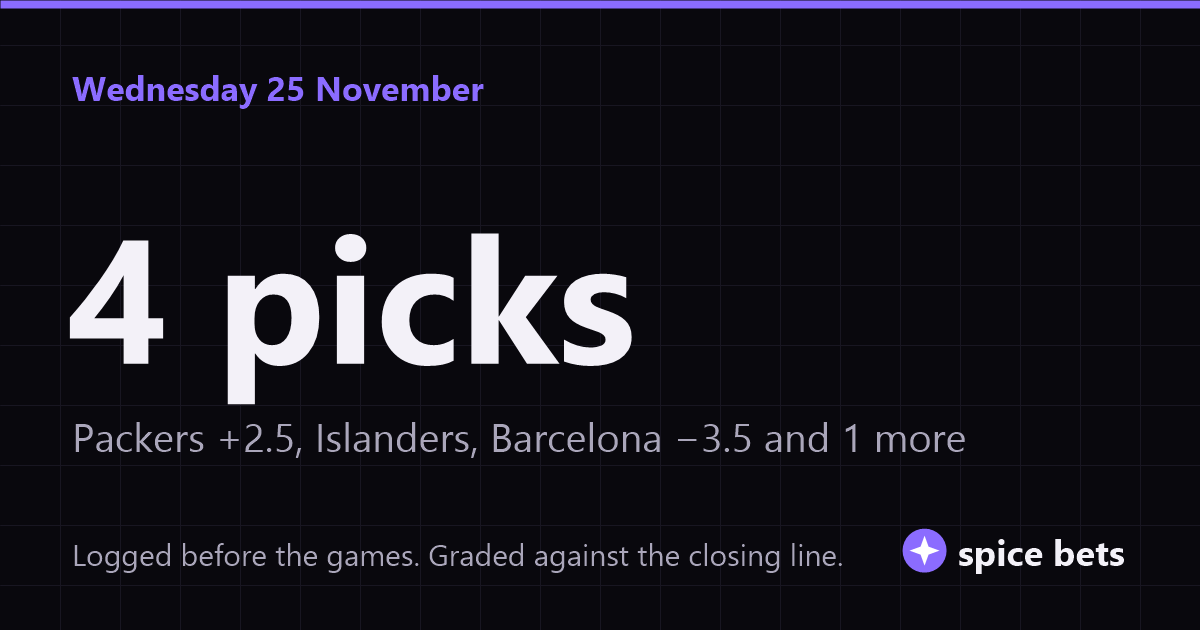 Wednesday 25 November
4 picks
Packers +2.5, Islanders, Barcelona −3.5 and 1 more
Logged before the games. Graded against the closing line.
spice bets